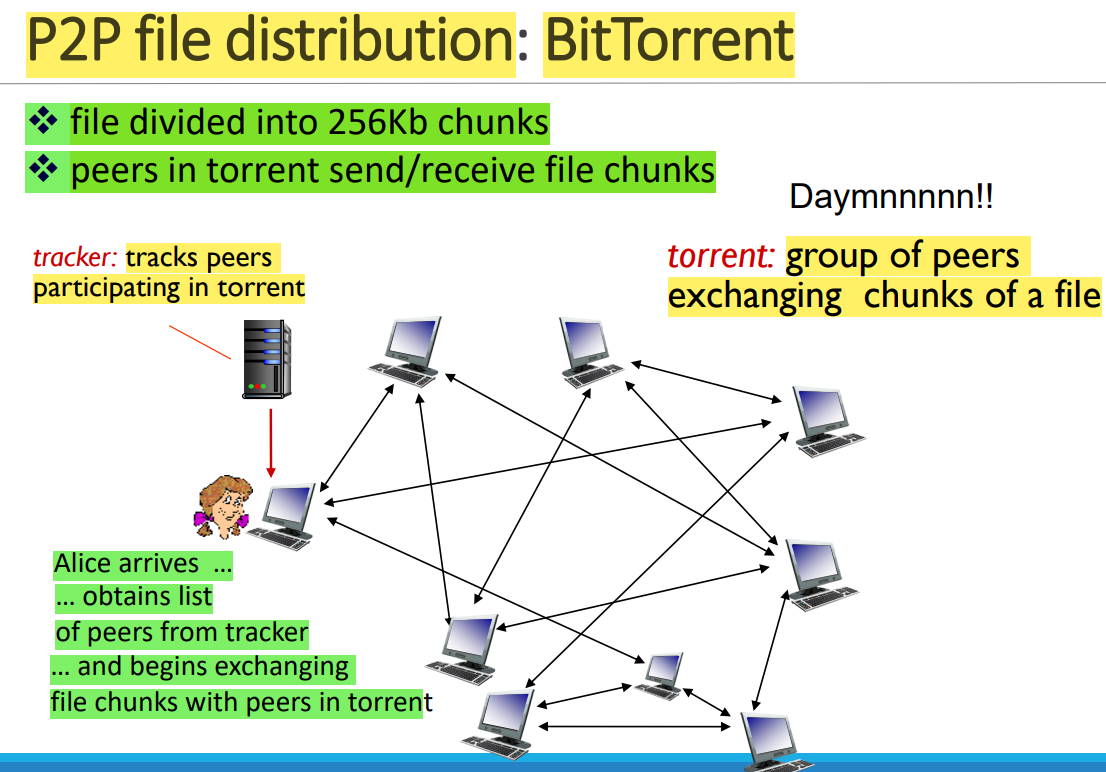 P2P file distribution: BitTorrent
❖ file divided into 256Kb chunks
❖ peers in torrent send/receive file chunks
Daymnnnnn!!
tracker: tracks peers
participating in torrent
torrent: group of peers
exchanging chunks of a file
Alice arrives ...
... obtains list
of peers from tracker
... and begins exchanging
file chunks with peers in torrent